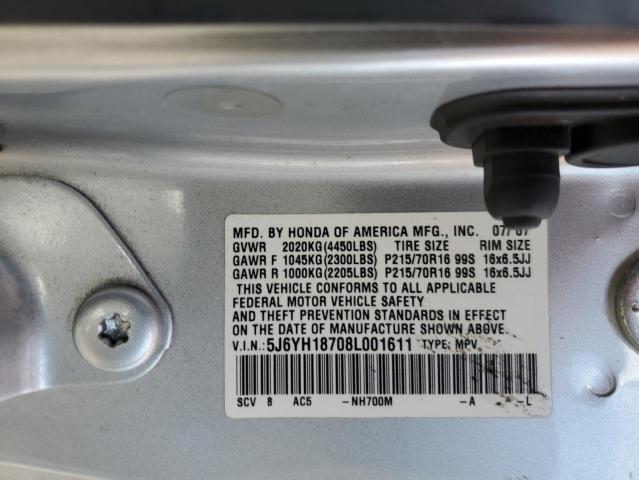 MFD. BY HONDA OF AMERICA MFG., INC. 07/07
GVWR 2020KG(4450LBS) TIRE SIZE RIM SIZE
GAWR F 1045KG(2300LBS) P215/70R16 99S 16x6.5JJ
GAWR R 1000KG(2205LBS) P215/70R16 99S 16x6.5JJ
THIS VEHICLE CONFORMS TO ALL APPLICABLE
FEDERAL MOTOR VEHICLE SAFETY
AND THEFT PREVENTION STANDARDS IN EFFECT
ON THE DATE OF MANUFACTURE SHOWN ABOVE.
V.I.N.: 5J6YH18708L001611 TYPE: MPV
SCV 8 AC5 -NH700M -A -L